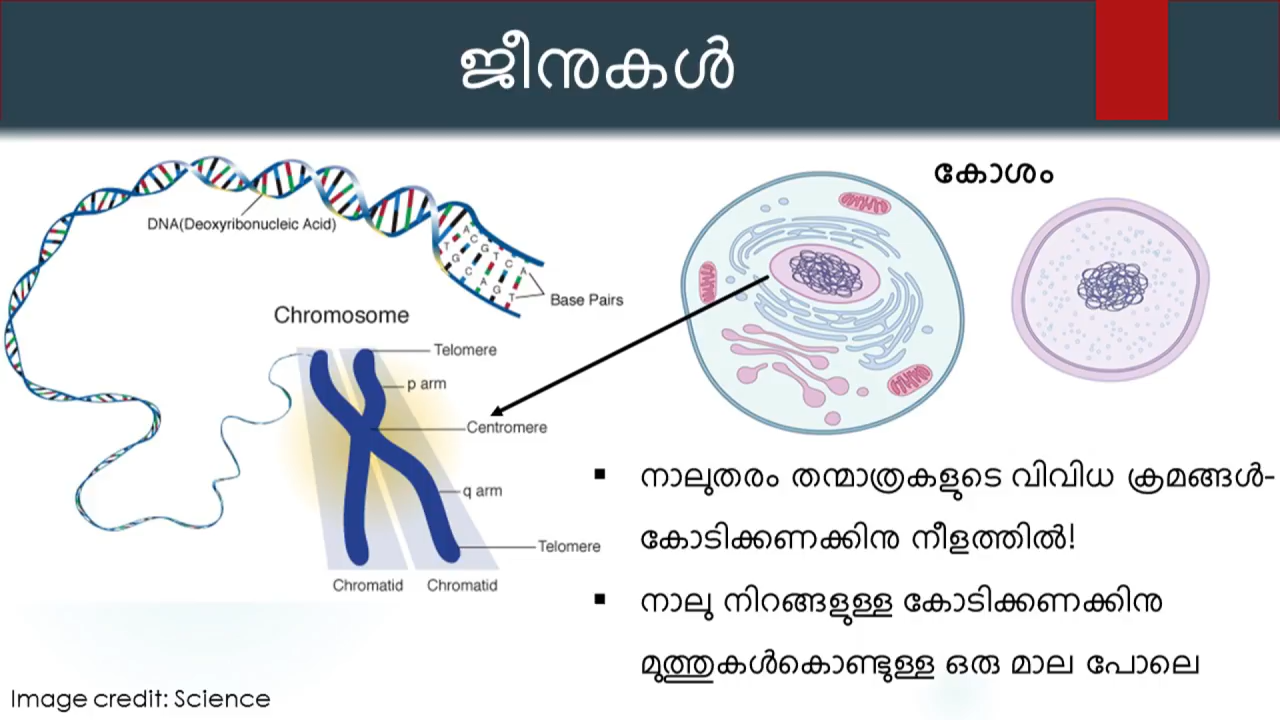 ജീനുകൾ
കോശം
DNA(Deoxyribonucleic Acid)
A
C
G
T
C
A
T
G
C
A
G
T
Base Pairs
Chromosome
Telomere
p arm
Centromere
q arm
Telomere
Chromatid Chromatid
▪ നാലുതരം തന്മാത്രകളുടെ വിവിധ ക്രമങ്ങൾ-
കോടിക്കണക്കിനു നീളത്തിൽ!
▪ നാലു നിറങ്ങളുള്ള കോടിക്കണക്കിനു
മുത്തുകൾകൊണ്ടുള്ള ഒരു മാല പോലെ
Image credit: Science